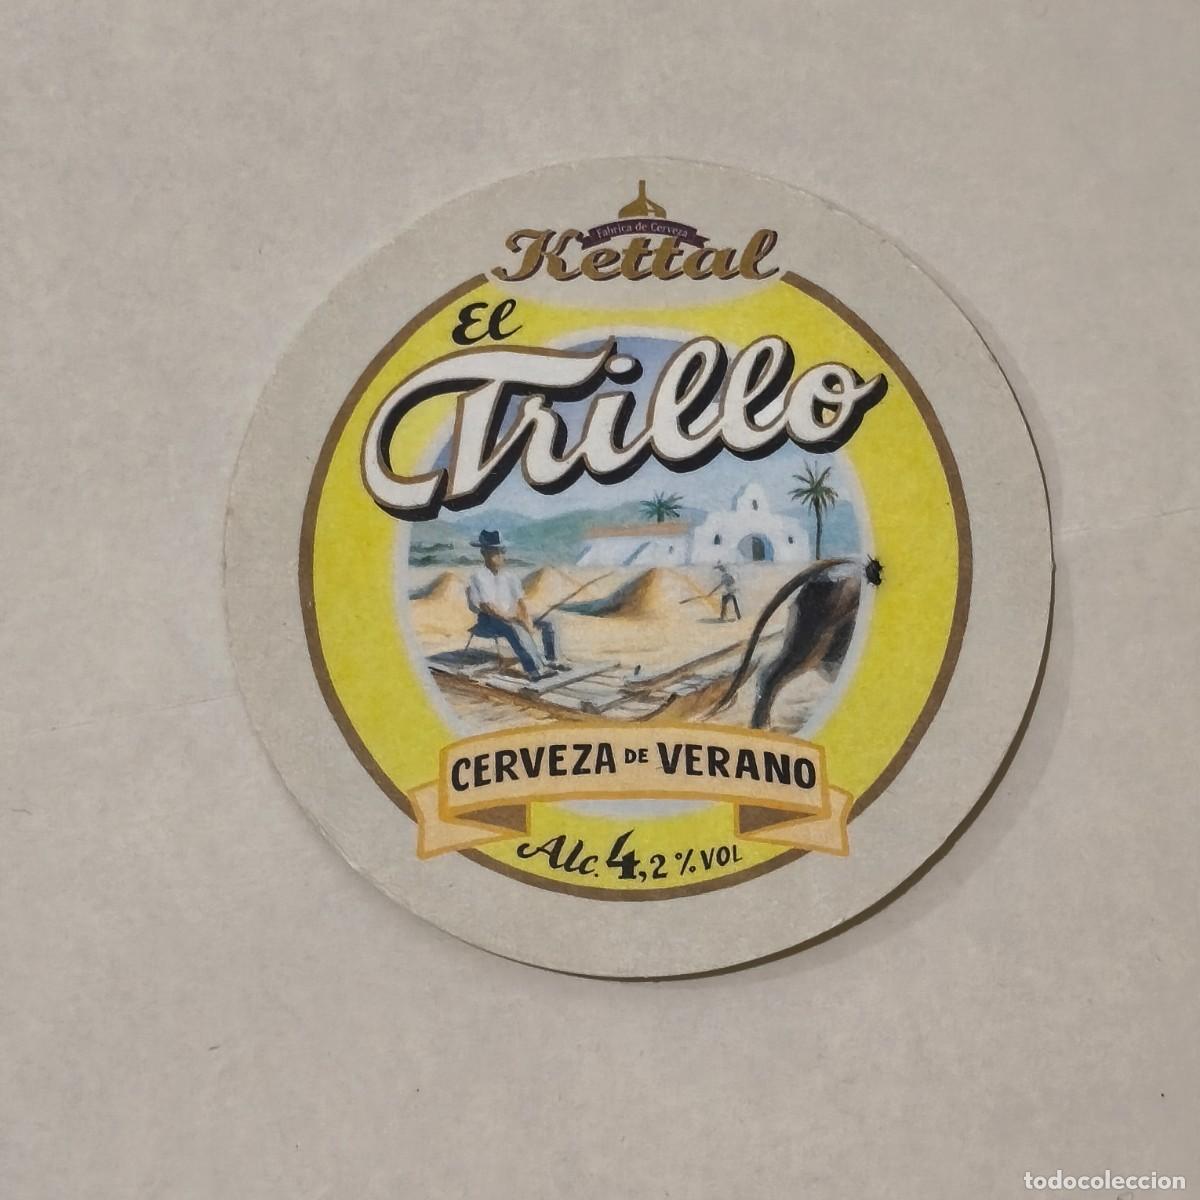 Fabrica de Cerveza
Kettal
El
Trillo
CERVEZA DE VERANO
Alc. 4,2 % VOL
todocoleccion